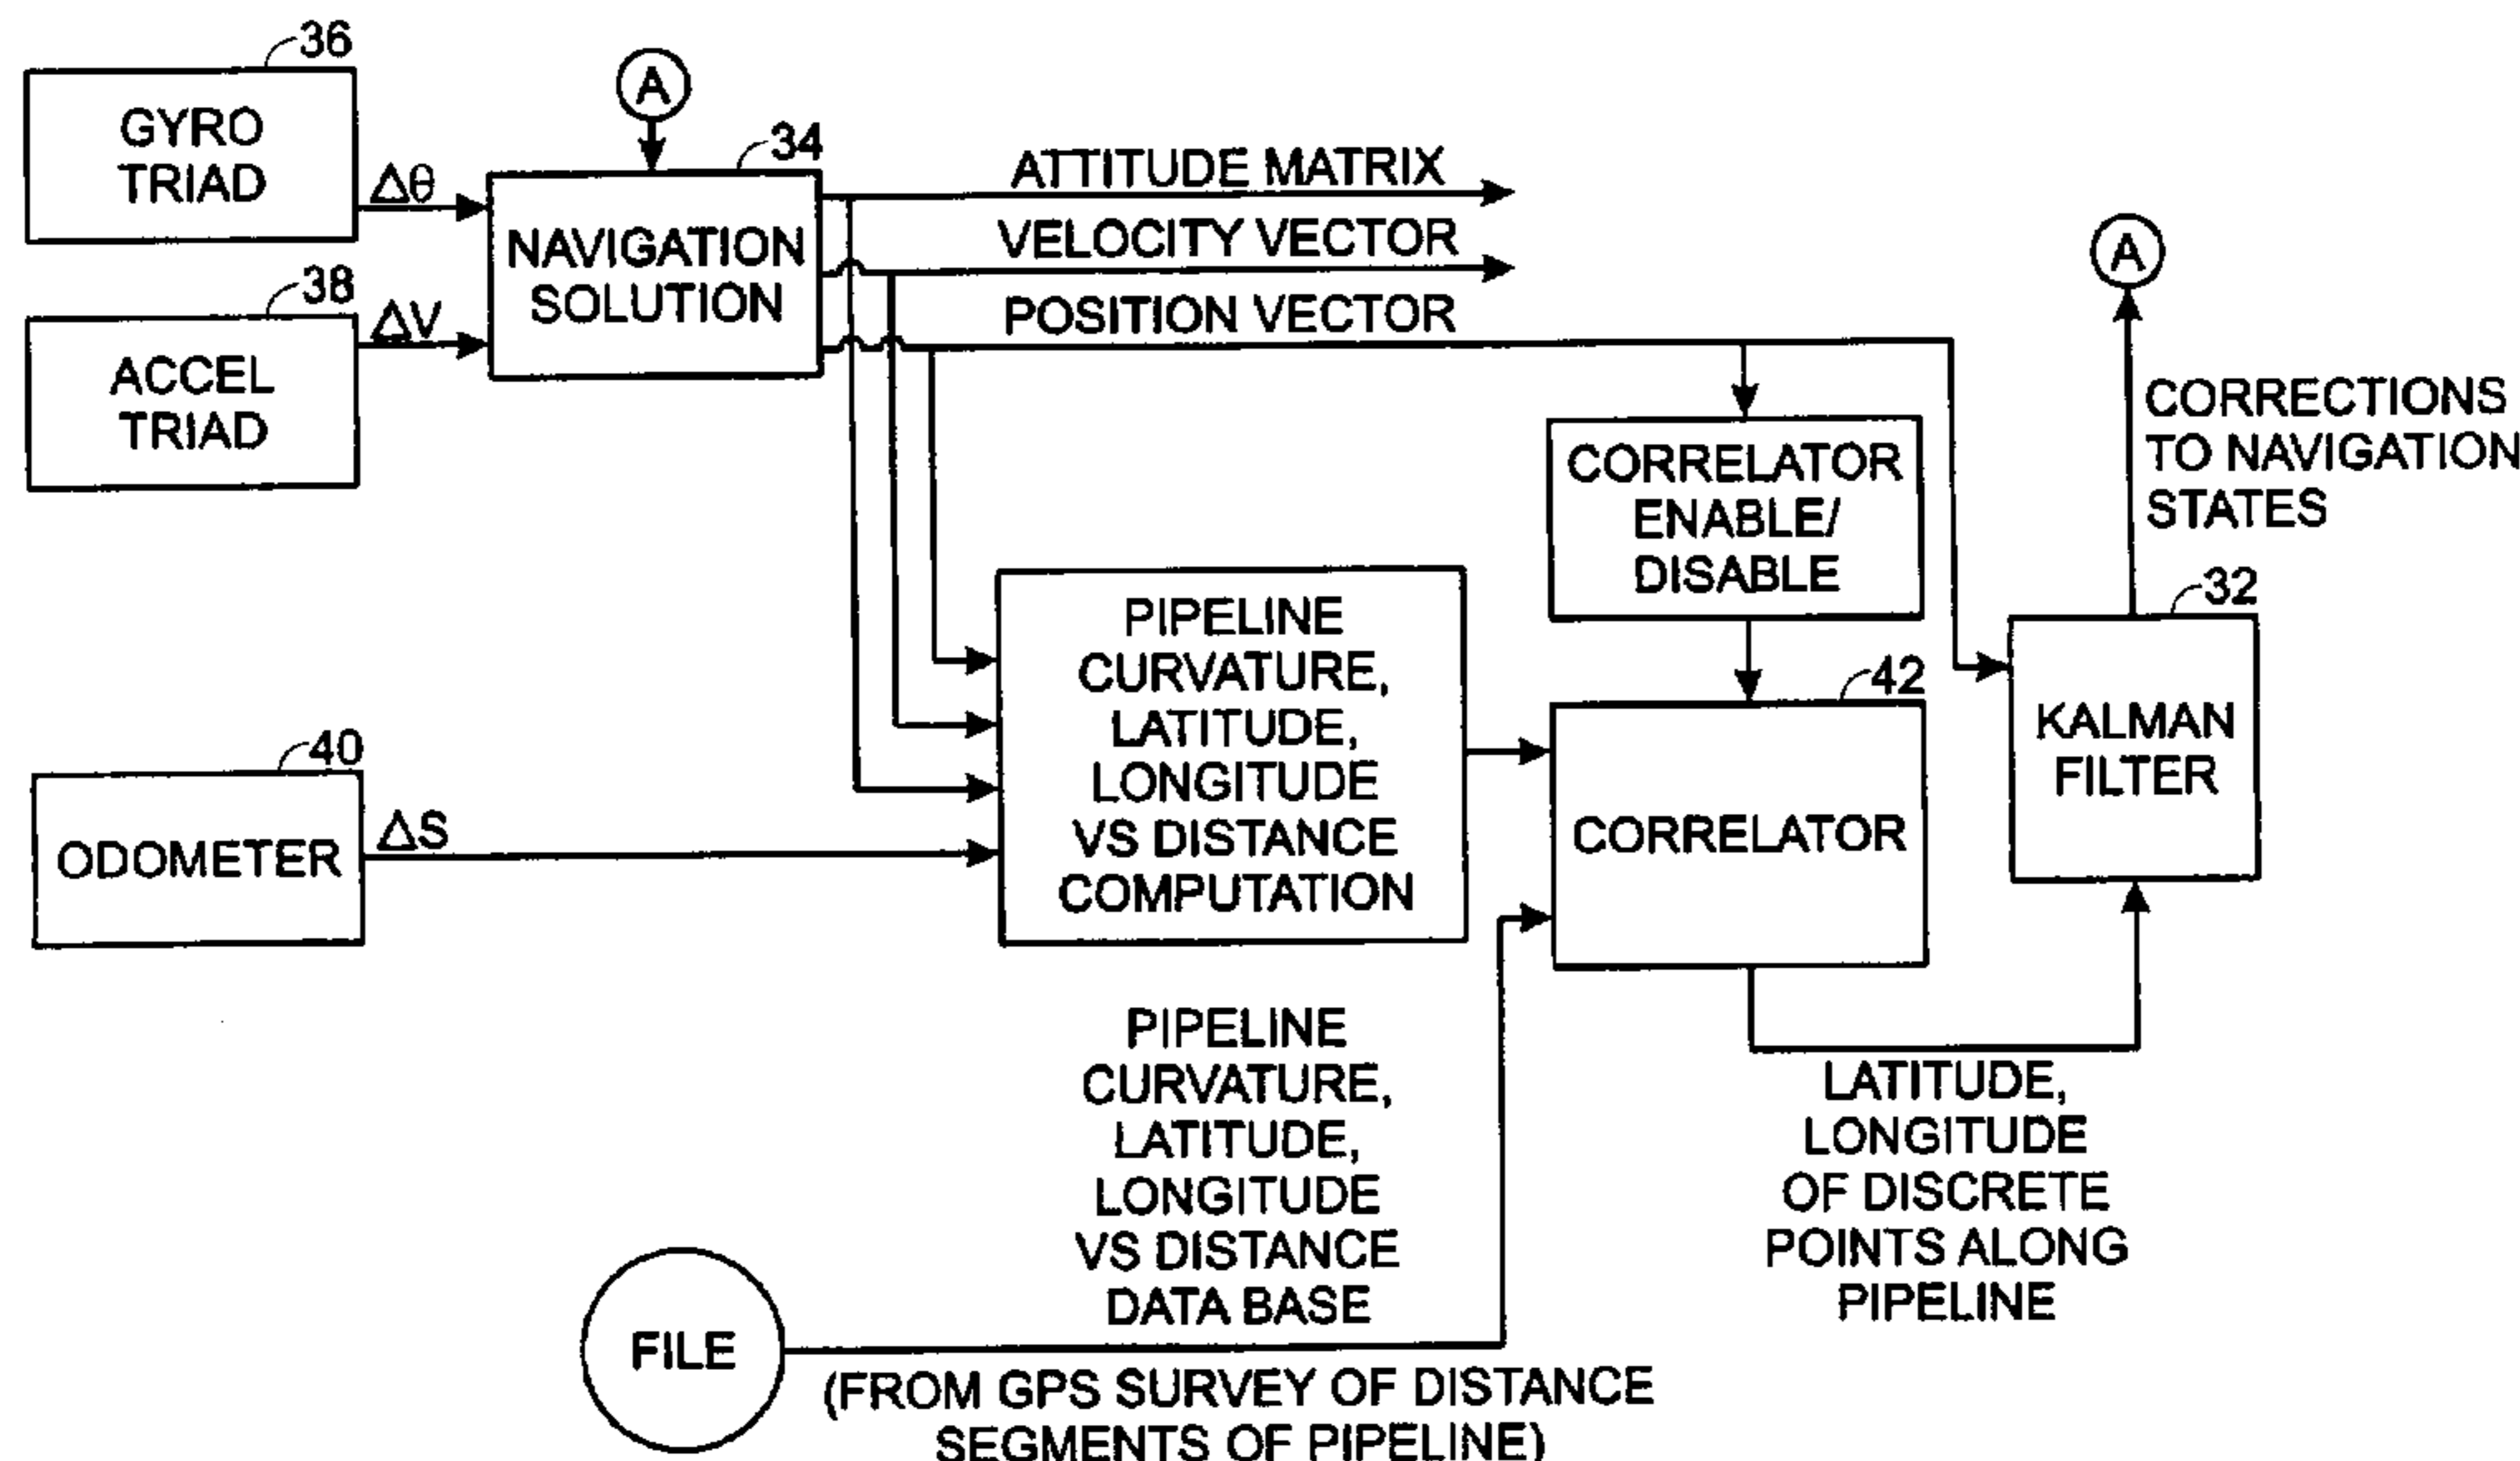 36
GYRO
TRIAD
Δθ
A
34
NAVIGATION
SOLUTION
ATTITUDE MATRIX
VELOCITY VECTOR
POSITION VECTOR
38
ACCEL
TRIAD
ΔV
A
CORRECTIONS
TO NAVIGATION
STATES
CORRELATOR
ENABLE/
DISABLE
32
KALMAN
FILTER
PIPELINE
CURVATURE,
LATITUDE,
LONGITUDE
VS DISTANCE
COMPUTATION
42
CORRELATOR
40
ODOMETER
ΔS
PIPELINE
CURVATURE,
LATITUDE,
LONGITUDE
VS DISTANCE
DATA BASE
LATITUDE,
LONGITUDE
OF DISCRETE
POINTS ALONG
PIPELINE
FILE
(FROM GPS SURVEY OF DISTANCE
SEGMENTS OF PIPELINE)